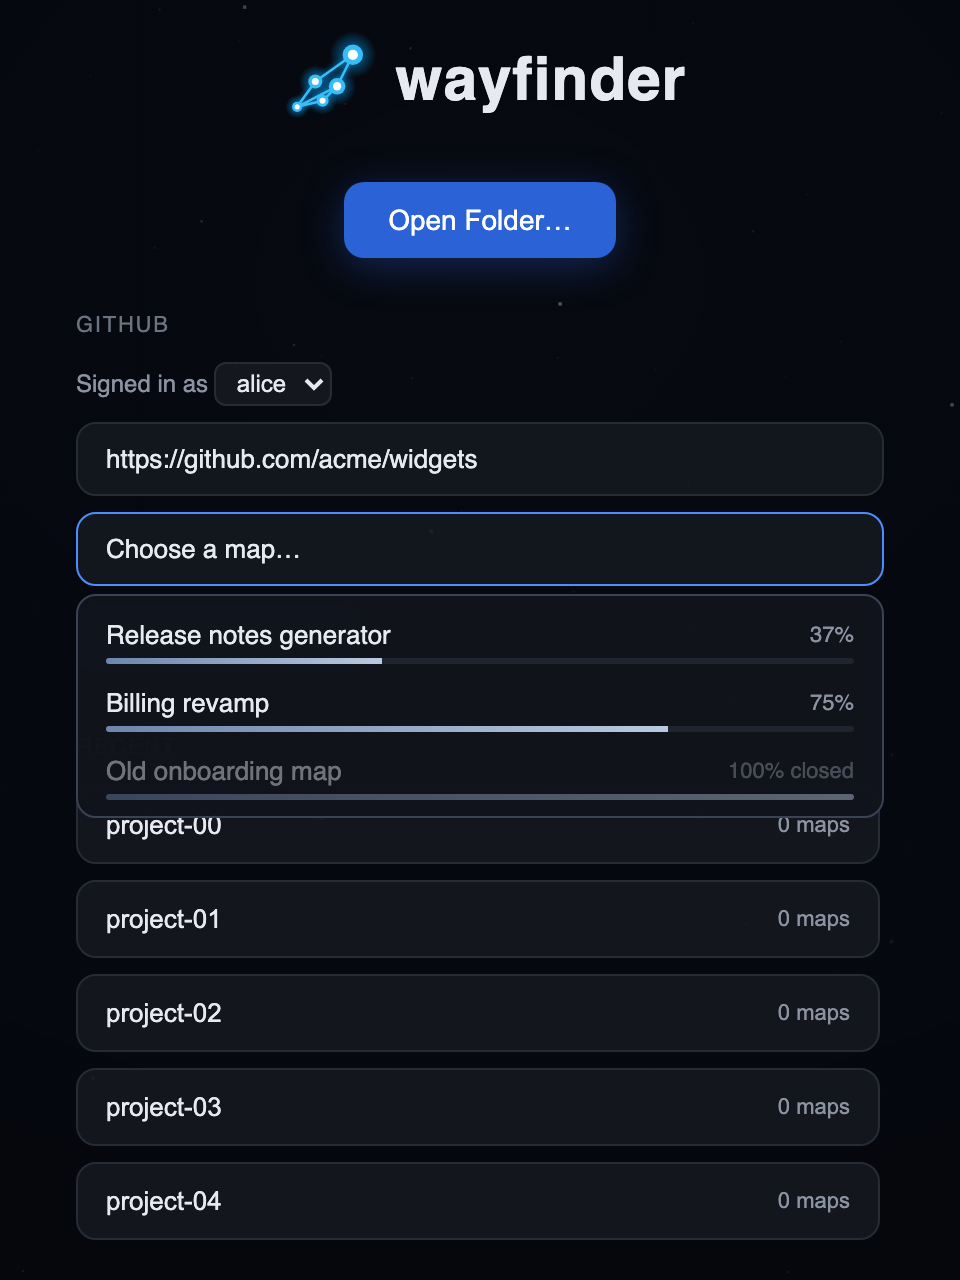 wayfinder
Open Folder…
GITHUB
Signed in as alice
https://github.com/acme/widgets
Choose a map…
Release notes generator 37%
Billing revamp 75%
RECENT
Old onboarding map 100% closed
project-00 0 maps
project-01 0 maps
project-02 0 maps
project-03 0 maps
project-04 0 maps